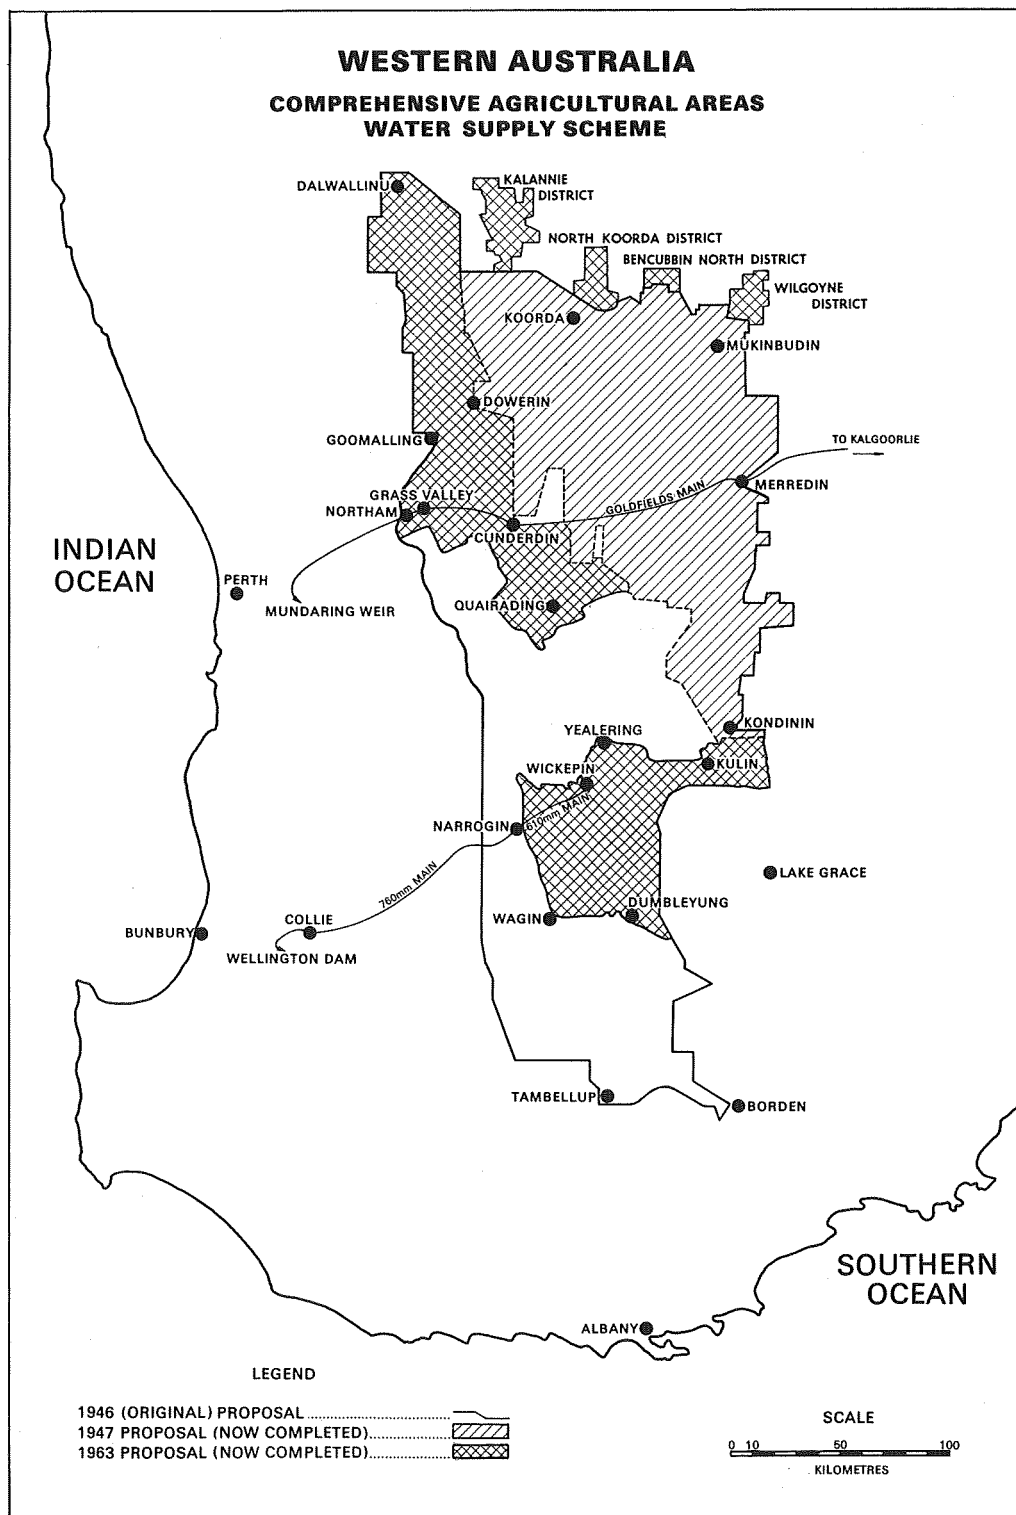 WESTERN AUSTRALIA
COMPREHENSIVE AGRICULTURAL AREAS
WATER SUPPLY SCHEME
DALWALLINU
KALANNIE
DISTRICT
NORTH KOORDA DISTRICT
BENCUBBIN NORTH DISTRICT
WILGOYNE
DISTRICT
KOORDA
MUKINBUDIN
DOWERIN
GOOMALLING
TO KALGOORLIE
GRASS VALLEY
NORTHAM
GOLDFIELDS MAIN
MERREDIN
CUNDERDIN
INDIAN
OCEAN
PERTH
MUNDARING WEIR
QUAIRADING
KONDININ
YEALERING
WICKEPIN
KULIN
NARROGIN
610mm MAIN
760mm MAIN
LAKE GRACE
WAGIN
DUMBLEYUNG
BUNBURY
COLLIE
WELLINGTON DAM
TAMBELLUP
BORDEN
SOUTHERN
OCEAN
ALBANY
LEGEND
1946 (ORIGINAL) PROPOSAL
1947 PROPOSAL (NOW COMPLETED)
1963 PROPOSAL (NOW COMPLETED)
SCALE
0 10 50 100
KILOMETRES